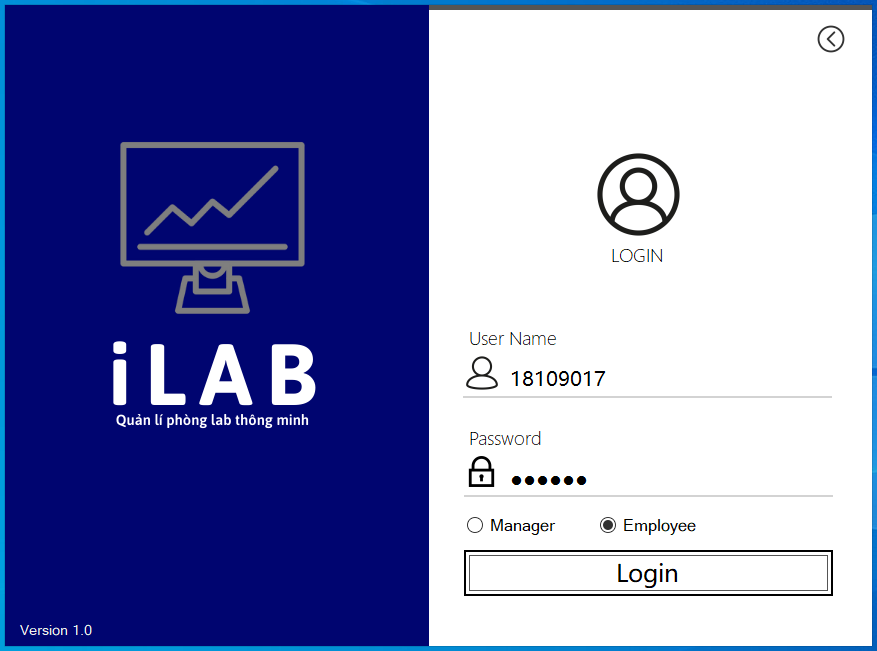 iLAB
Quản lí phòng lab thông minh
Version 1.0
LOGIN
User Name
18109017
Password
●●●●●●
Manager
Employee
Login